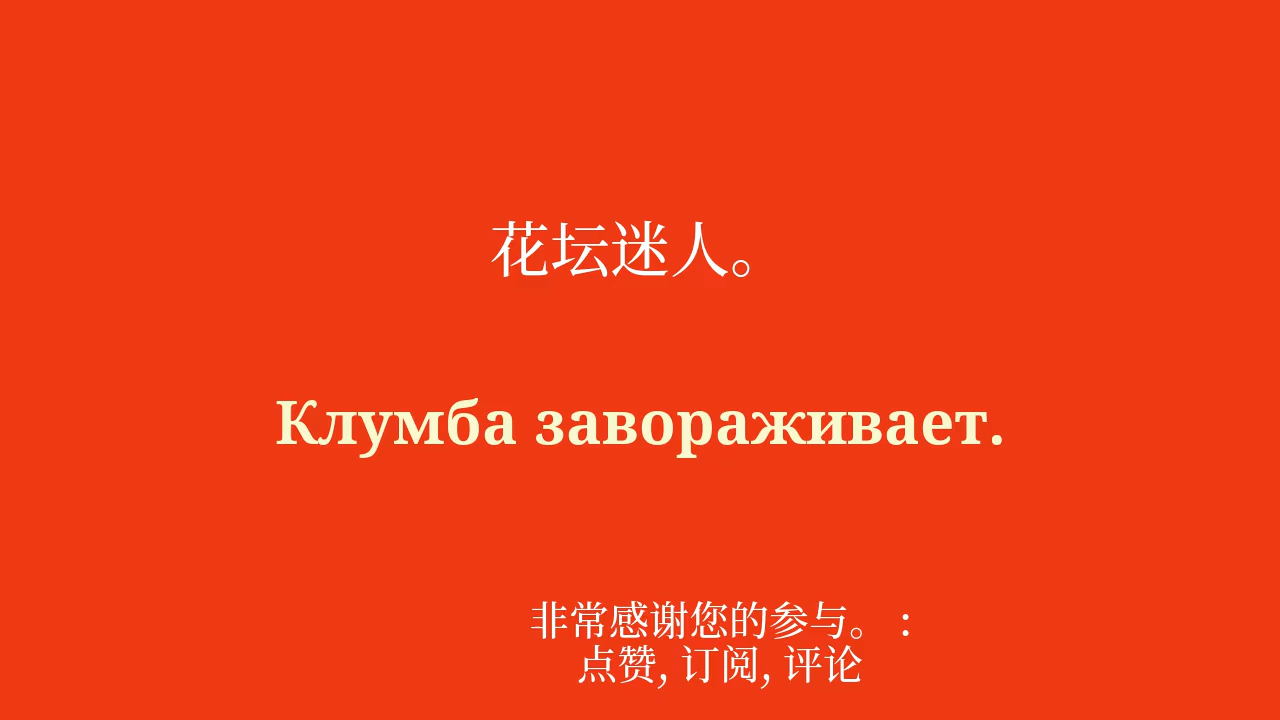 花坛迷人。
Клумба завораживает.
非常感谢您的参与。 :
点赞, 订阅, 评论